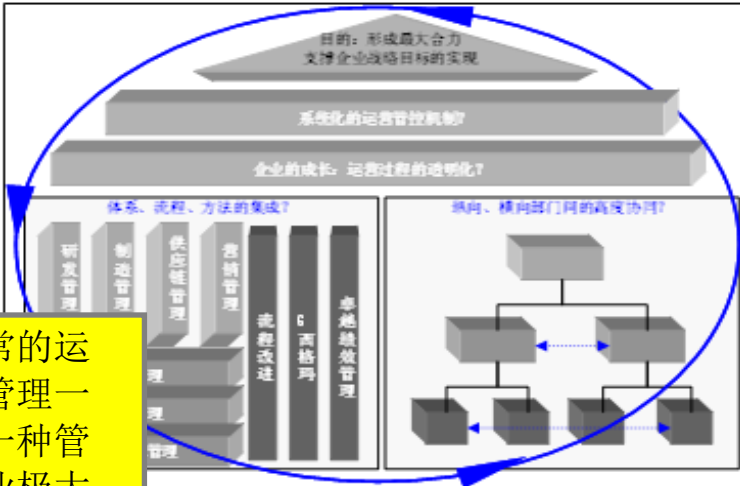 目的：形成最大合力
支撑企业战略目标的实现
系统化的运营管控机制？
企业的成长：运营过程的透明化？
体系、流程、方法的集成？
纵向、横向部门间的高度协同？
研发管理
制造管理
供应链管理
营销管理
流程改进
6西格玛
卓越绩效管理
理
理
管理
常的运
管理一
一种管